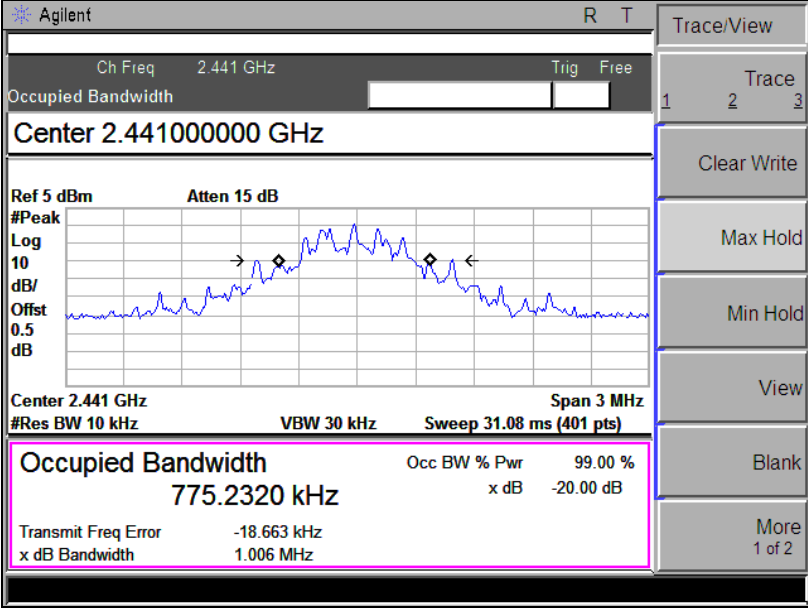 Agilent R T
Trace/View
Ch Freq 2.441 GHz Trig Free
Occupied Bandwidth
Trace
1 2 3
Center 2.441000000 GHz
Clear Write
Ref 5 dBm Atten 15 dB
#Peak
Log
10
dB/
Offst
0.5
dB
Max Hold
Min Hold
View
Center 2.441 GHz Span 3 MHz
#Res BW 10 kHz VBW 30 kHz Sweep 31.08 ms (401 pts)
Occupied Bandwidth Occ BW % Pwr 99.00 %
775.2320 kHz x dB -20.00 dB
Blank
Transmit Freq Error -18.663 kHz
x dB Bandwidth 1.006 MHz
More
1 of 2